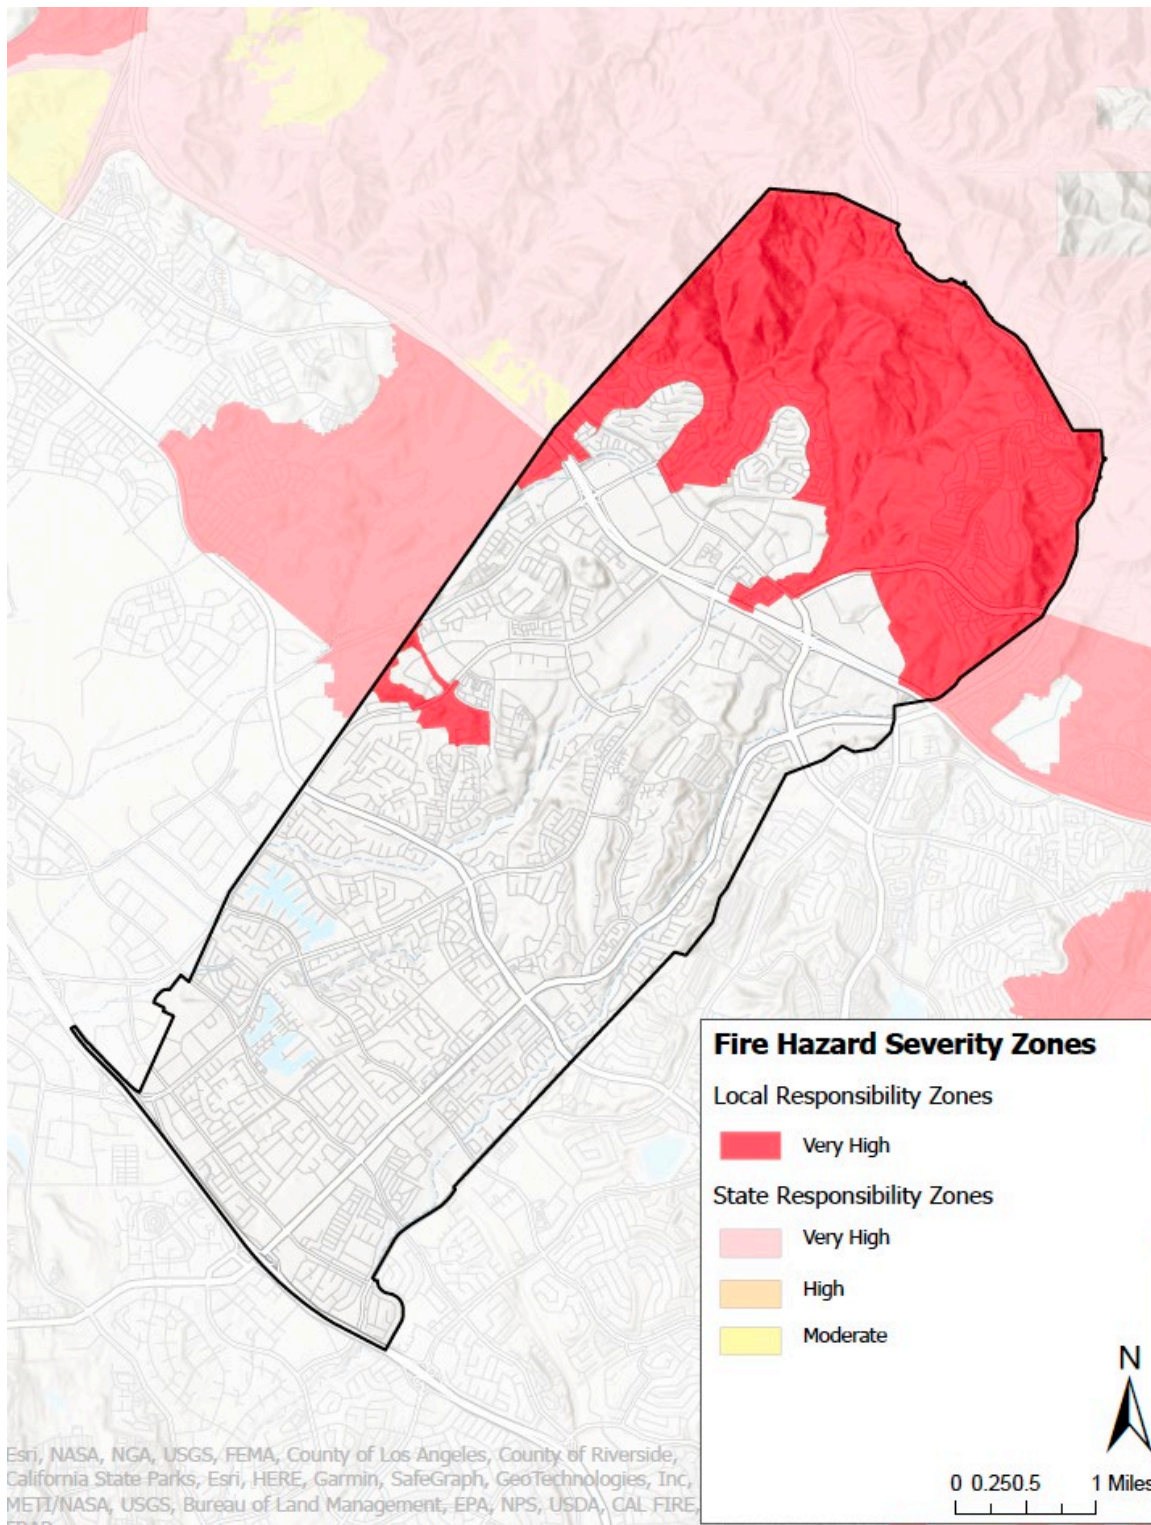 Fire Hazard Severity Zones
Local Responsibility Zones
Very High
State Responsibility Zones
Very High
High
Moderate
N
0 0.250.5 1 Miles
Esri, NASA, NGA, USGS, FEMA, County of Los Angeles, County of Riverside,
California State Parks, Esri, HERE, Garmin, SafeGraph, GeoTechnologies, Inc,
METI/NASA, USGS, Bureau of Land Management, EPA, NPS, USDA, CAL FIRE,